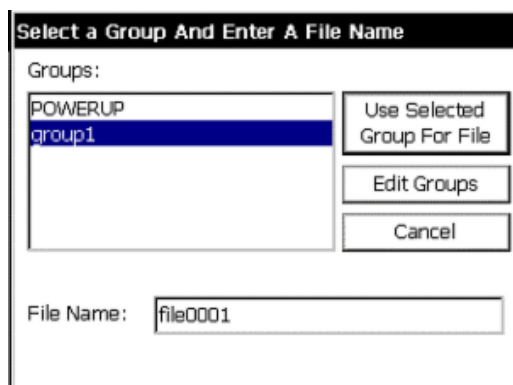 Select a Group And Enter A File Name
Groups:
POWERUP
group1
Use Selected
Group For File
Edit Groups
Cancel
File Name:
file0001